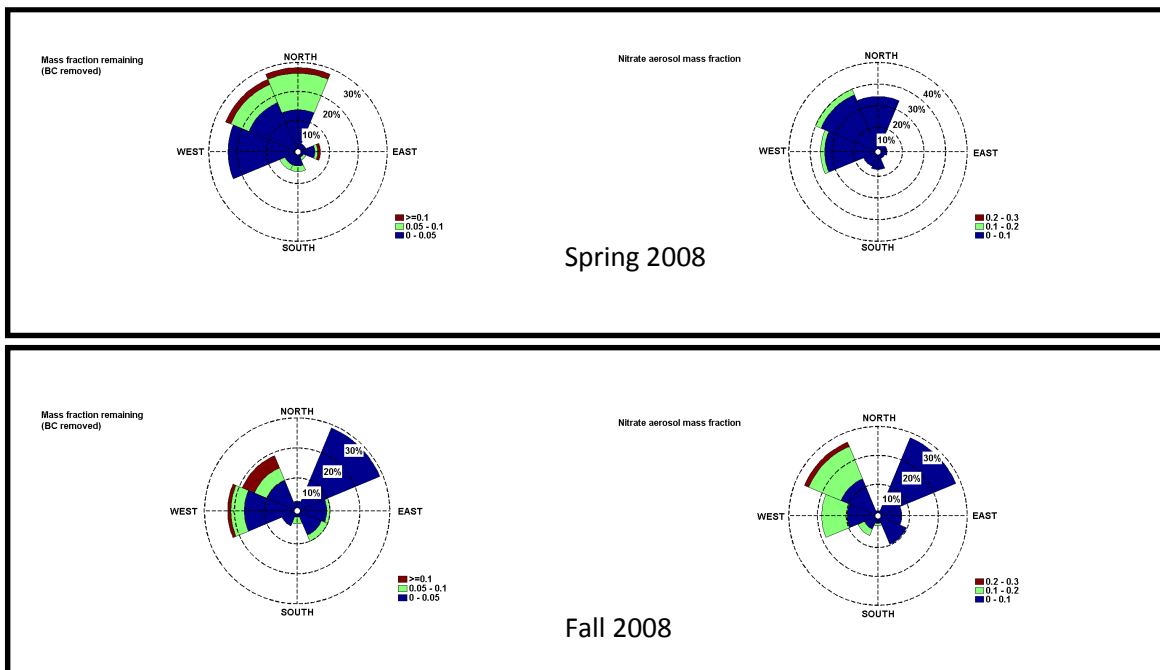 Mass fraction remaining
(BC removed)
NORTH
30%
20%
10%
WEST
EAST
SOUTH
>=0.1
0.05 - 0.1
0 - 0.05
Nitrate aerosol mass fraction
NORTH
40%
30%
20%
10%
WEST
EAST
SOUTH
0.2 - 0.3
0.1 - 0.2
0 - 0.1
Spring 2008
Mass fraction remaining
(BC removed)
NORTH
30%
20%
10%
WEST
EAST
SOUTH
>=0.1
0.05 - 0.1
0 - 0.05
Nitrate aerosol mass fraction
NORTH
30%
20%
10%
WEST
EAST
SOUTH
0.2 - 0.3
0.1 - 0.2
0 - 0.1
Fall 2008